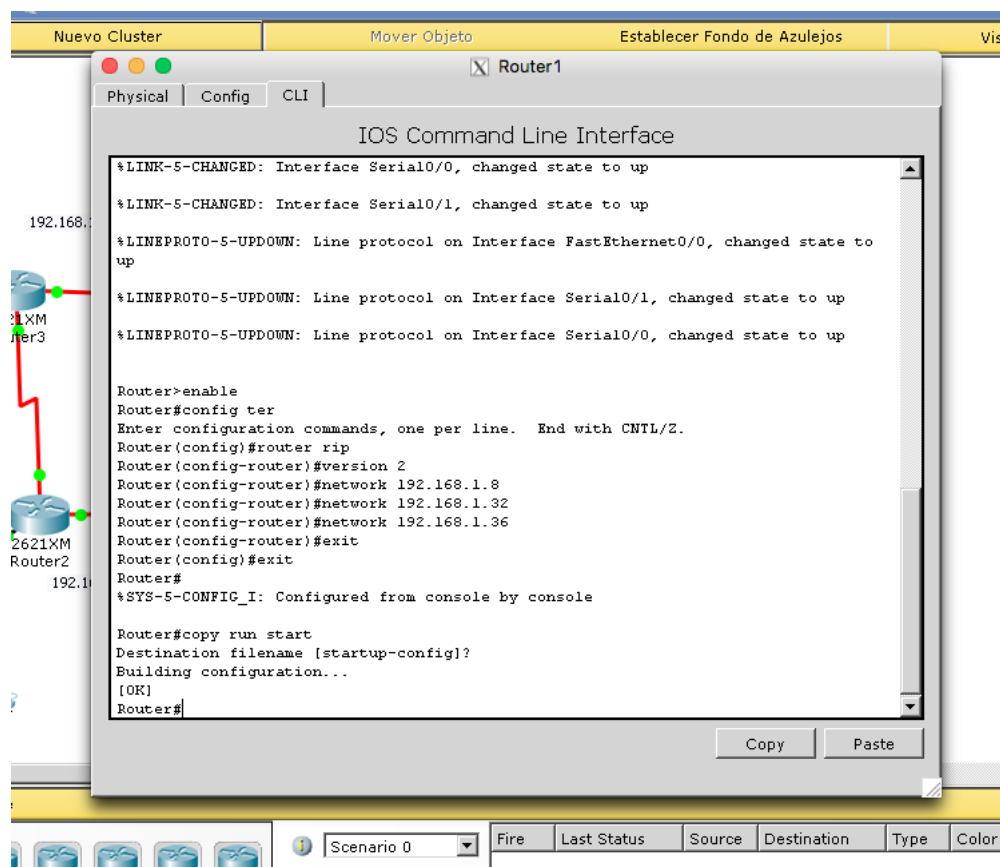 Nuevo Cluster
Mover Objeto
Establecer Fondo de Azulejos
Router1
Physical
Config
CLI
IOS Command Line Interface
%LINK-5-CHANGED: Interface Serial0/0, changed state to up
%LINK-5-CHANGED: Interface Serial0/1, changed state to up
%LINEPROTO-5-UPDOWN: Line protocol on Interface FastEthernet0/0, changed state to
up
%LINEPROTO-5-UPDOWN: Line protocol on Interface Serial0/1, changed state to up
%LINEPROTO-5-UPDOWN: Line protocol on Interface Serial0/0, changed state to up
Router>enable
Router#config ter
Enter configuration commands, one per line.  End with CNTL/Z.
Router(config)#router rip
Router(config-router)#version 2
Router(config-router)#network 192.168.1.8
Router(config-router)#network 192.168.1.32
Router(config-router)#network 192.168.1.36
Router(config-router)#exit
Router(config)#exit
Router#
%SYS-5-CONFIG_I: Configured from console by console
Router#copy run start
Destination filename [startup-config]?
Building configuration...
[OK]
Router#
Copy
Paste
192.168.
21XM
uter3
2621XM
Router2
192.1
Scenario 0
Fire
Last Status
Source
Destination
Type
Color